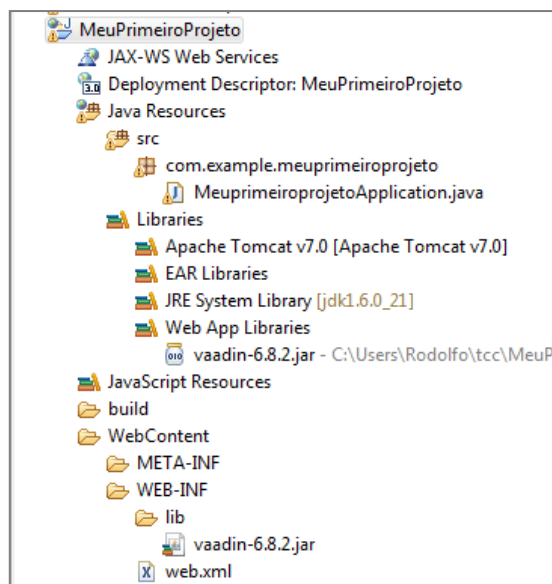 MeuPrimeiroProjeto
JAX-WS Web Services
3.0 Deployment Descriptor: MeuPrimeiroProjeto
Java Resources
src
com.example.meuprimeiroprojeto
J MeuprimeiroprojetoApplication.java
Libraries
Apache Tomcat v7.0 [Apache Tomcat v7.0]
EAR Libraries
JRE System Library [jdk1.6.0_21]
Web App Libraries
010 vaadin-6.8.2.jar - C:\Users\Rodolfo\tcc\MeuP
JavaScript Resources
build
WebContent
META-INF
WEB-INF
lib
vaadin-6.8.2.jar
X web.xml